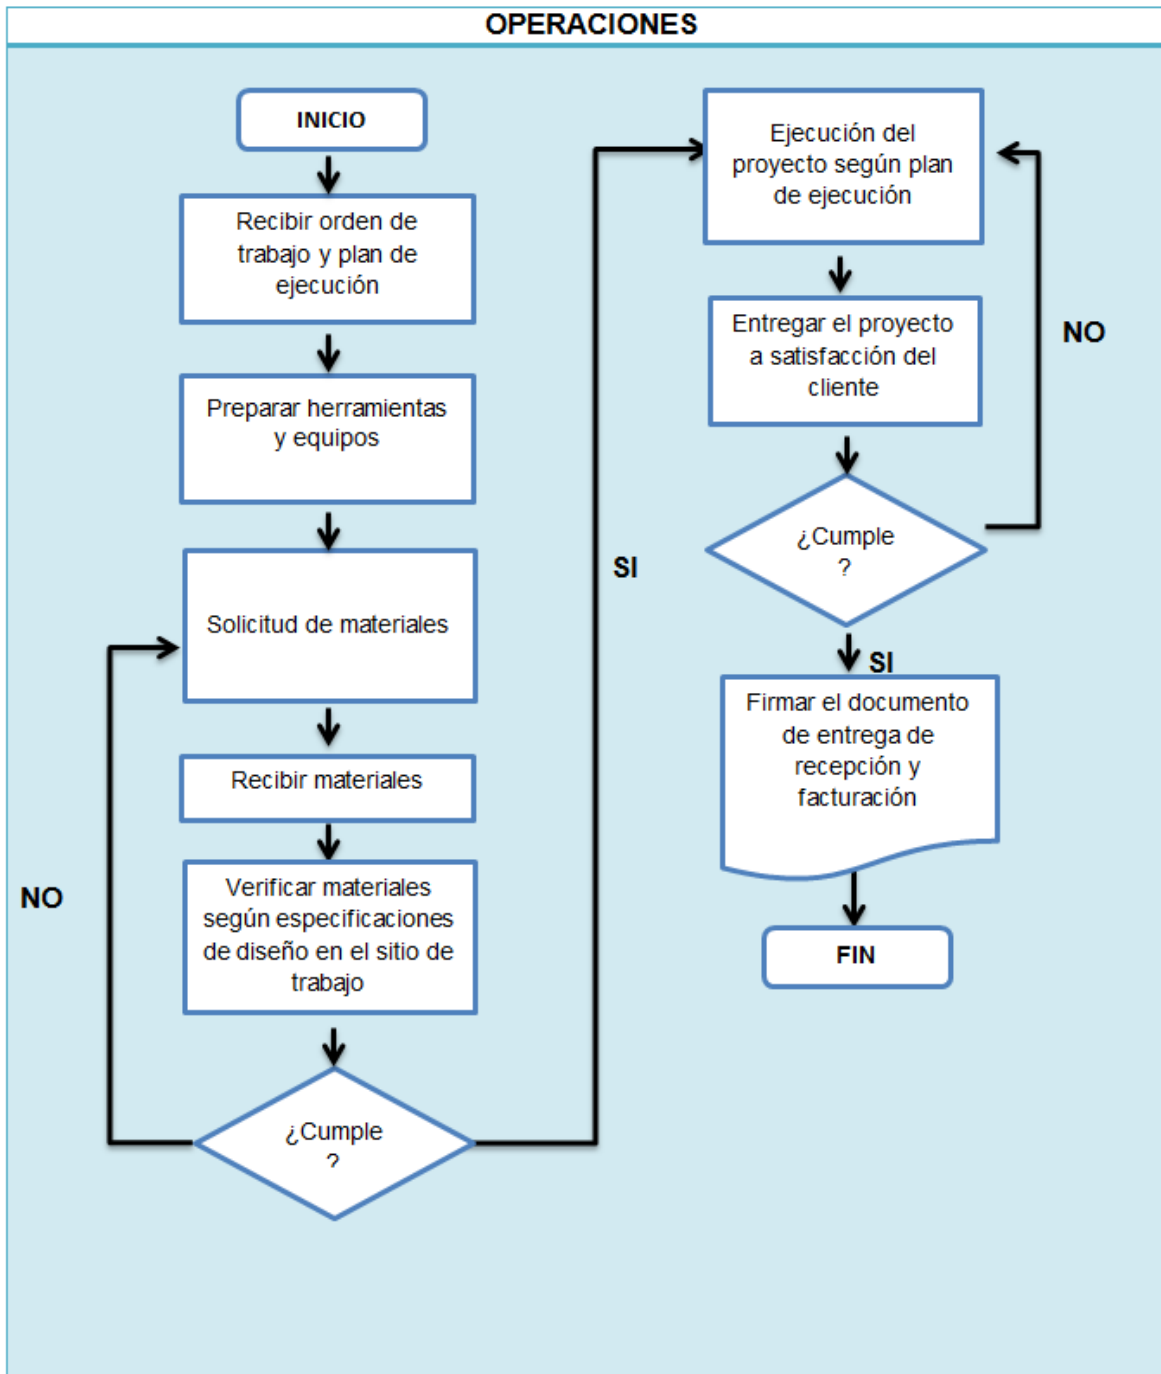 OPERACIONES
INICIO
Recibir orden de
trabajo y plan de
ejecución
Preparar herramientas
y equipos
Solicitud de materiales
Recibir materiales
Verificar materiales
según especificaciones
de diseño en el sitio de
trabajo
NO
¿Cumple
?
SI
Ejecución del
proyecto según plan
de ejecución
Entregar el proyecto
a satisfacción del
cliente
NO
¿Cumple
?
SI
Firmar el documento
de entrega de
recepción y
facturación
FIN